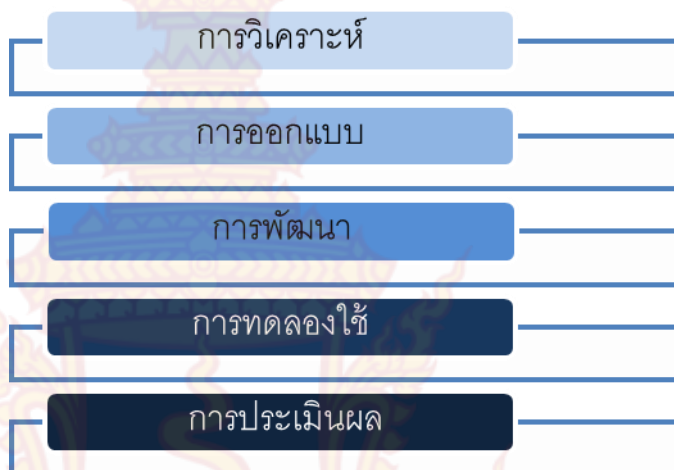 การวิเคราะห์
การออกแบบ
การพัฒนา
การทดลองใช้
การประเมินผล